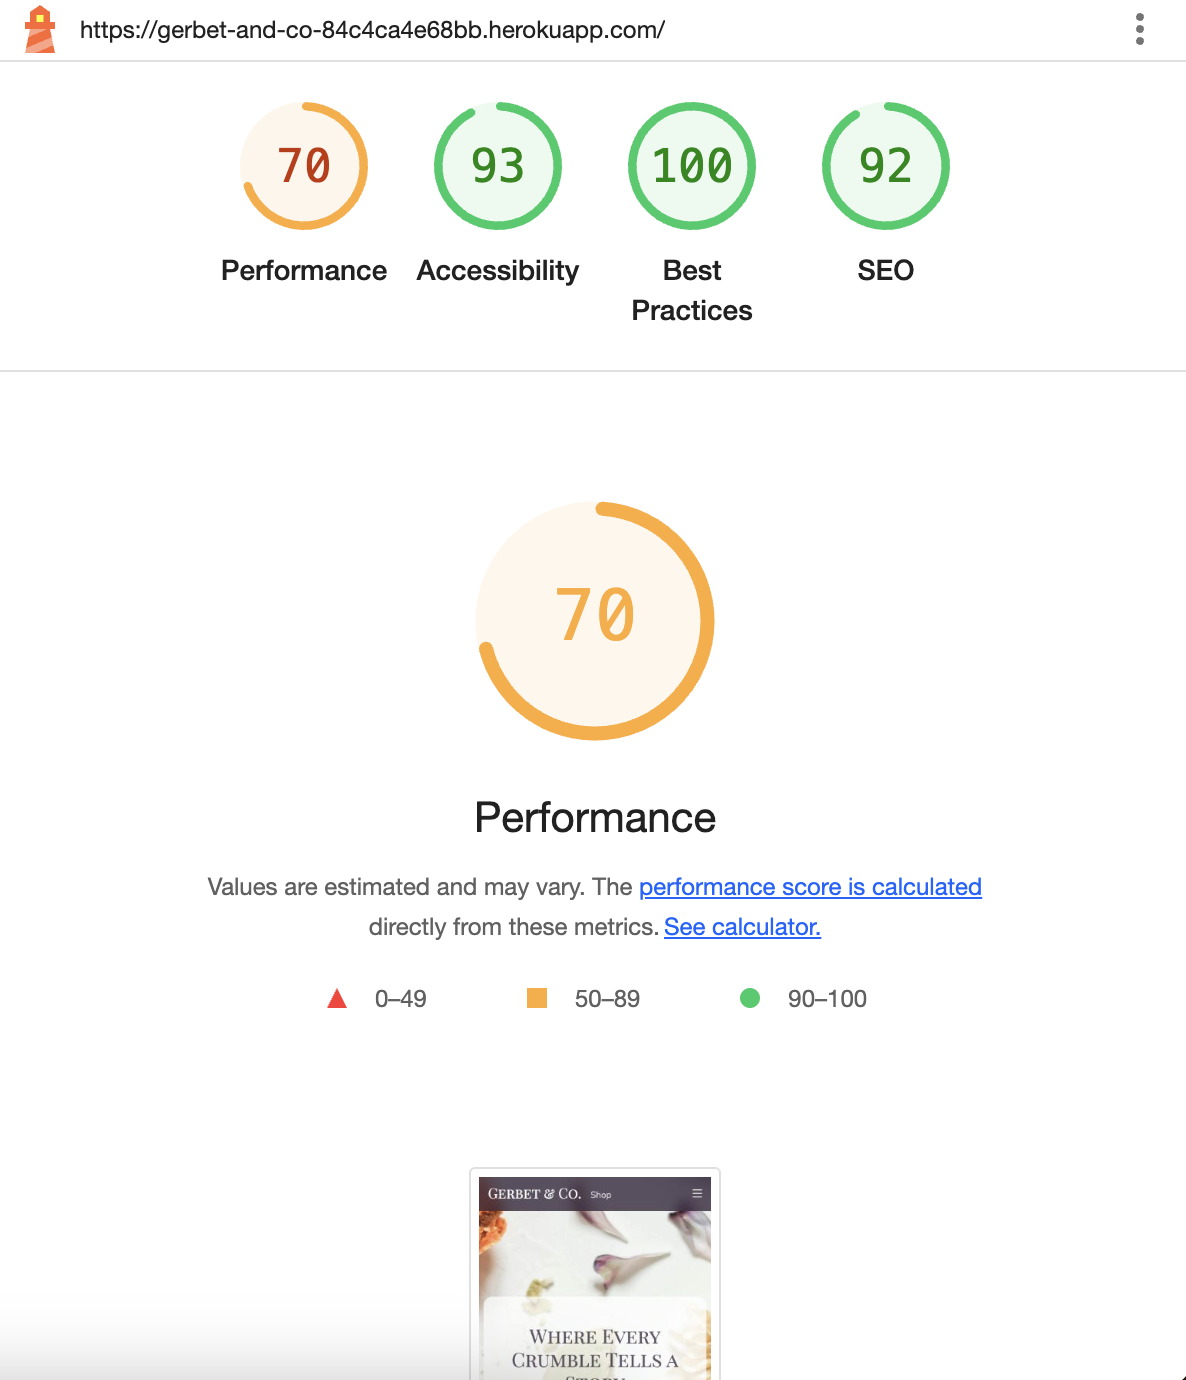 https://gerbet-and-co-84c4ca4e68bb.herokuapp.com/
70
93
100
92
Performance
Accessibility
Best
Practices
SEO
70
Performance
Values are estimated and may vary. The performance score is calculated
directly from these metrics. See calculator.
0–49
50–89
90–100
Gerbet & Co. Shop
Where Every
Crumble Tells a
Story